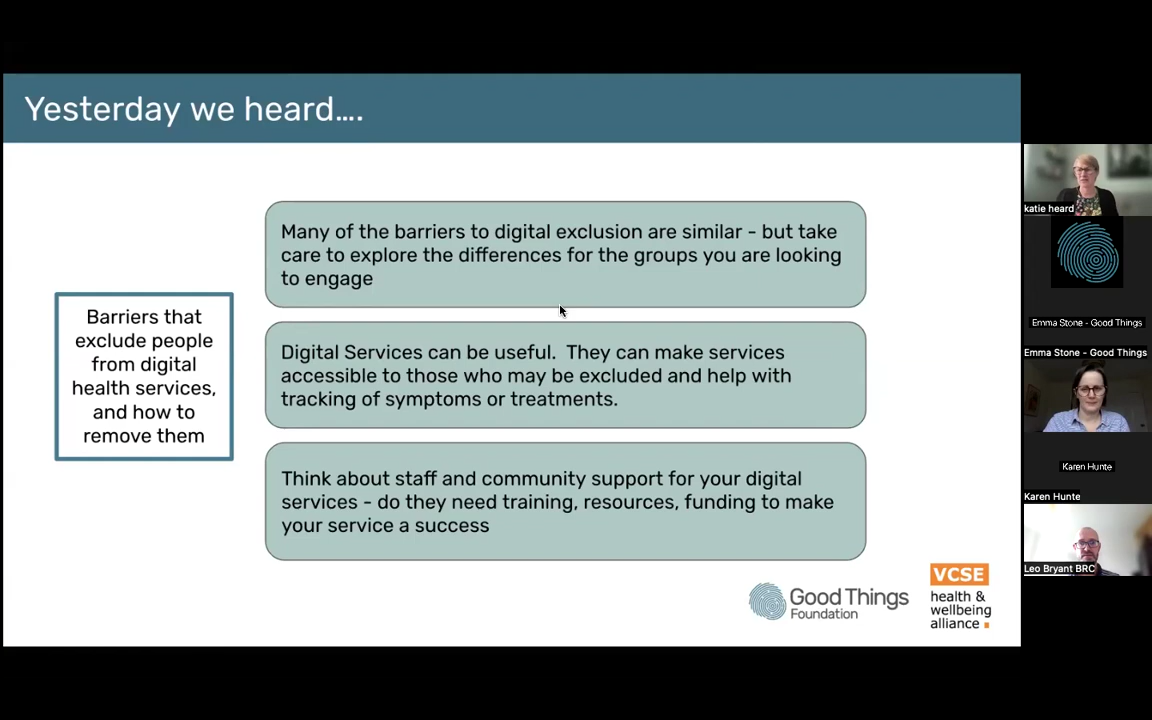 Yesterday we heard....
Barriers that
exclude people
from digital
health services,
and how to
remove them
Many of the barriers to digital exclusion are similar - but take
care to explore the differences for the groups you are looking
to engage
Digital Services can be useful.  They can make services
accessible to those who may be excluded and help with
tracking of symptoms or treatments.
Think about staff and community support for your digital
services - do they need training, resources, funding to make
your service a success
Good Things
Foundation
VCSE
health &
wellbeing
alliance
katie heard
Emma Stone - Good Things
Emma Stone - Good Things
Karen Hunte
Karen Hunte
Leo Bryant BRC